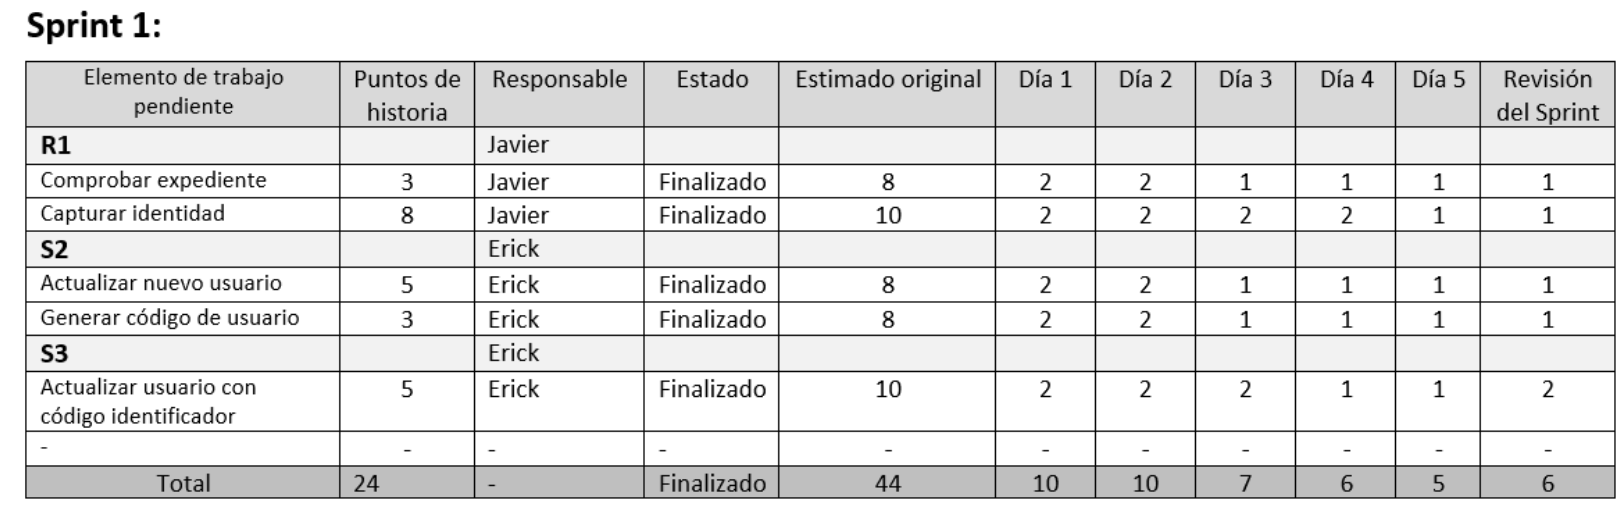 Sprint 1:
Elemento de trabajo pendiente Puntos de historia Responsable Estado Estimado original Día 1 Día 2 Día 3 Día 4 Día 5 Revisión del Sprint
R1 Javier
Comprobar expediente 3 Javier Finalizado 8 2 2 1 1 1 1
Capturar identidad 8 Javier Finalizado 10 2 2 2 2 1 1
S2 Erick
Actualizar nuevo usuario 5 Erick Finalizado 8 2 2 1 1 1 1
Generar código de usuario 3 Erick Finalizado 8 2 2 1 1 1 1
S3 Erick
Actualizar usuario con código identificador 5 Erick Finalizado 10 2 2 2 1 1 2
- - - - - - - - - - -
Total 24 - Finalizado 44 10 10 7 6 5 6